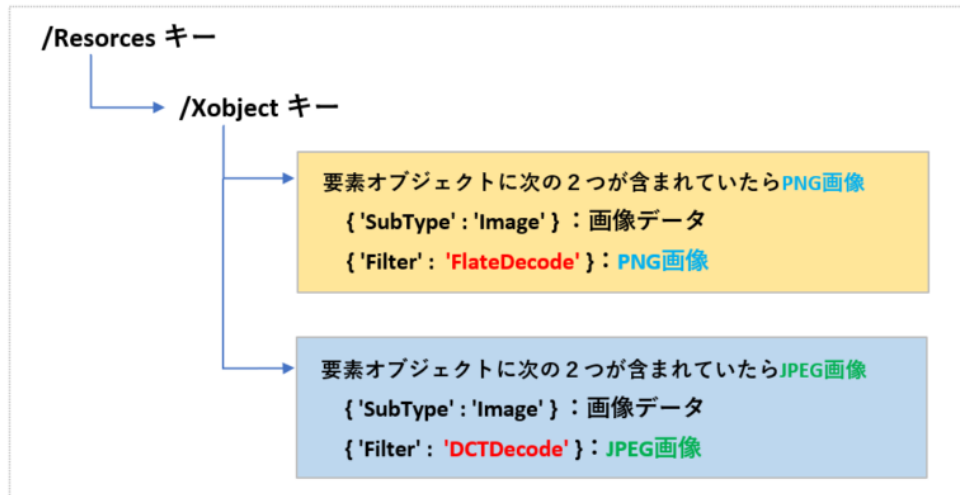 /Resorces キー
/Xobject キー
要素オブジェクトに次の２つが含まれていたらPNG画像
{ 'SubType' : 'Image' } ：画像データ
{ 'Filter' : 'FlateDecode' }：PNG画像
要素オブジェクトに次の２つが含まれていたらJPEG画像
{ 'SubType' : 'Image' } ：画像データ
{ 'Filter' : 'DCTDecode' }：JPEG画像